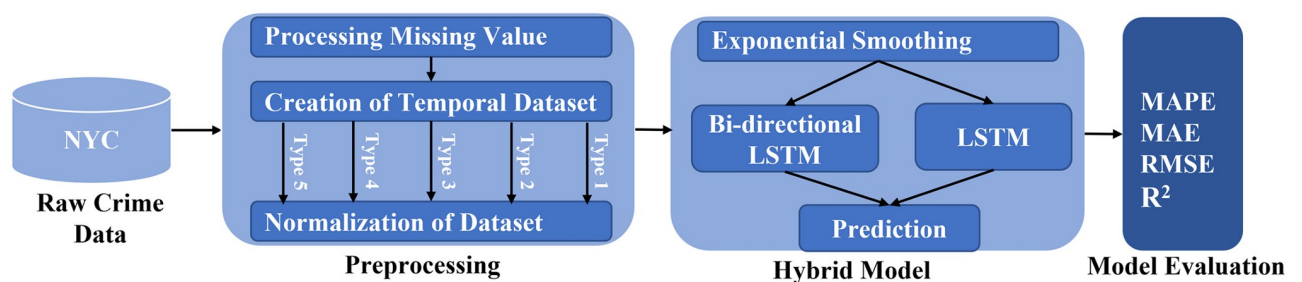 NYC
Raw Crime
Data
Processing Missing Value
Creation of Temporal Dataset
Type 5
Type 4
Type 3
Type 2
Type 1
Normalization of Dataset
Preprocessing
Exponential Smoothing
Bi-directional
LSTM
LSTM
Prediction
Hybrid Model
MAPE
MAE
RMSE
R²
Model Evaluation